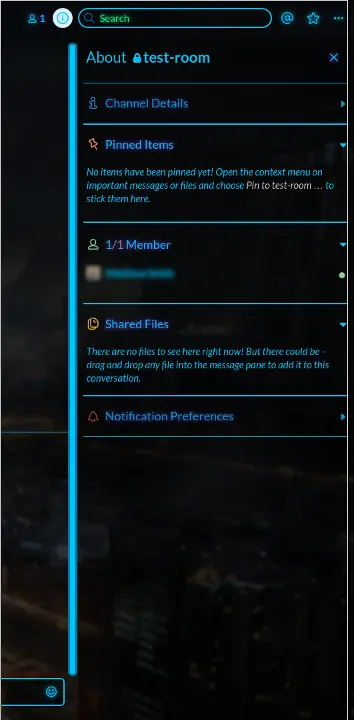 1
Search
About test-room
Channel Details
Pinned Items
No items have been pinned yet! Open the context menu on
important messages or files and choose Pin to test-room … to
stick them here.
1/1 Member
Shared Files
There are no files to see here right now! But there could be –
drag and drop any file into the message pane to add it to this
conversation.
Notification Preferences